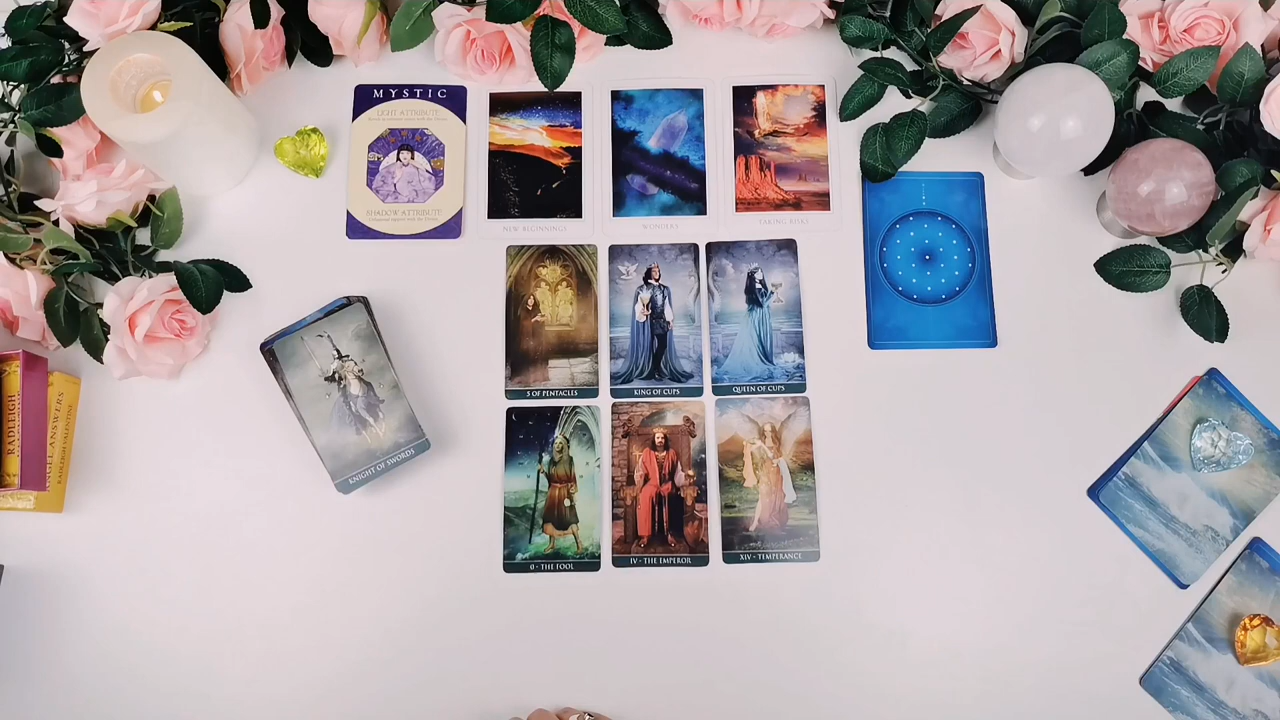 MYSTIC
LIGHT ATTRIBUTE
SHADOW ATTRIBUTE
NEW BEGINNINGS
WONDERS
TAKING RISKS
5 OF PENTACLES
KING OF CUPS
QUEEN OF CUPS
KNIGHT OF SWORDS
0 · THE FOOL
IV · THE EMPEROR
XIV · TEMPERANCE
RADLEIGH
ANGEL ANSWERS
RADLEIGH VALENTINE